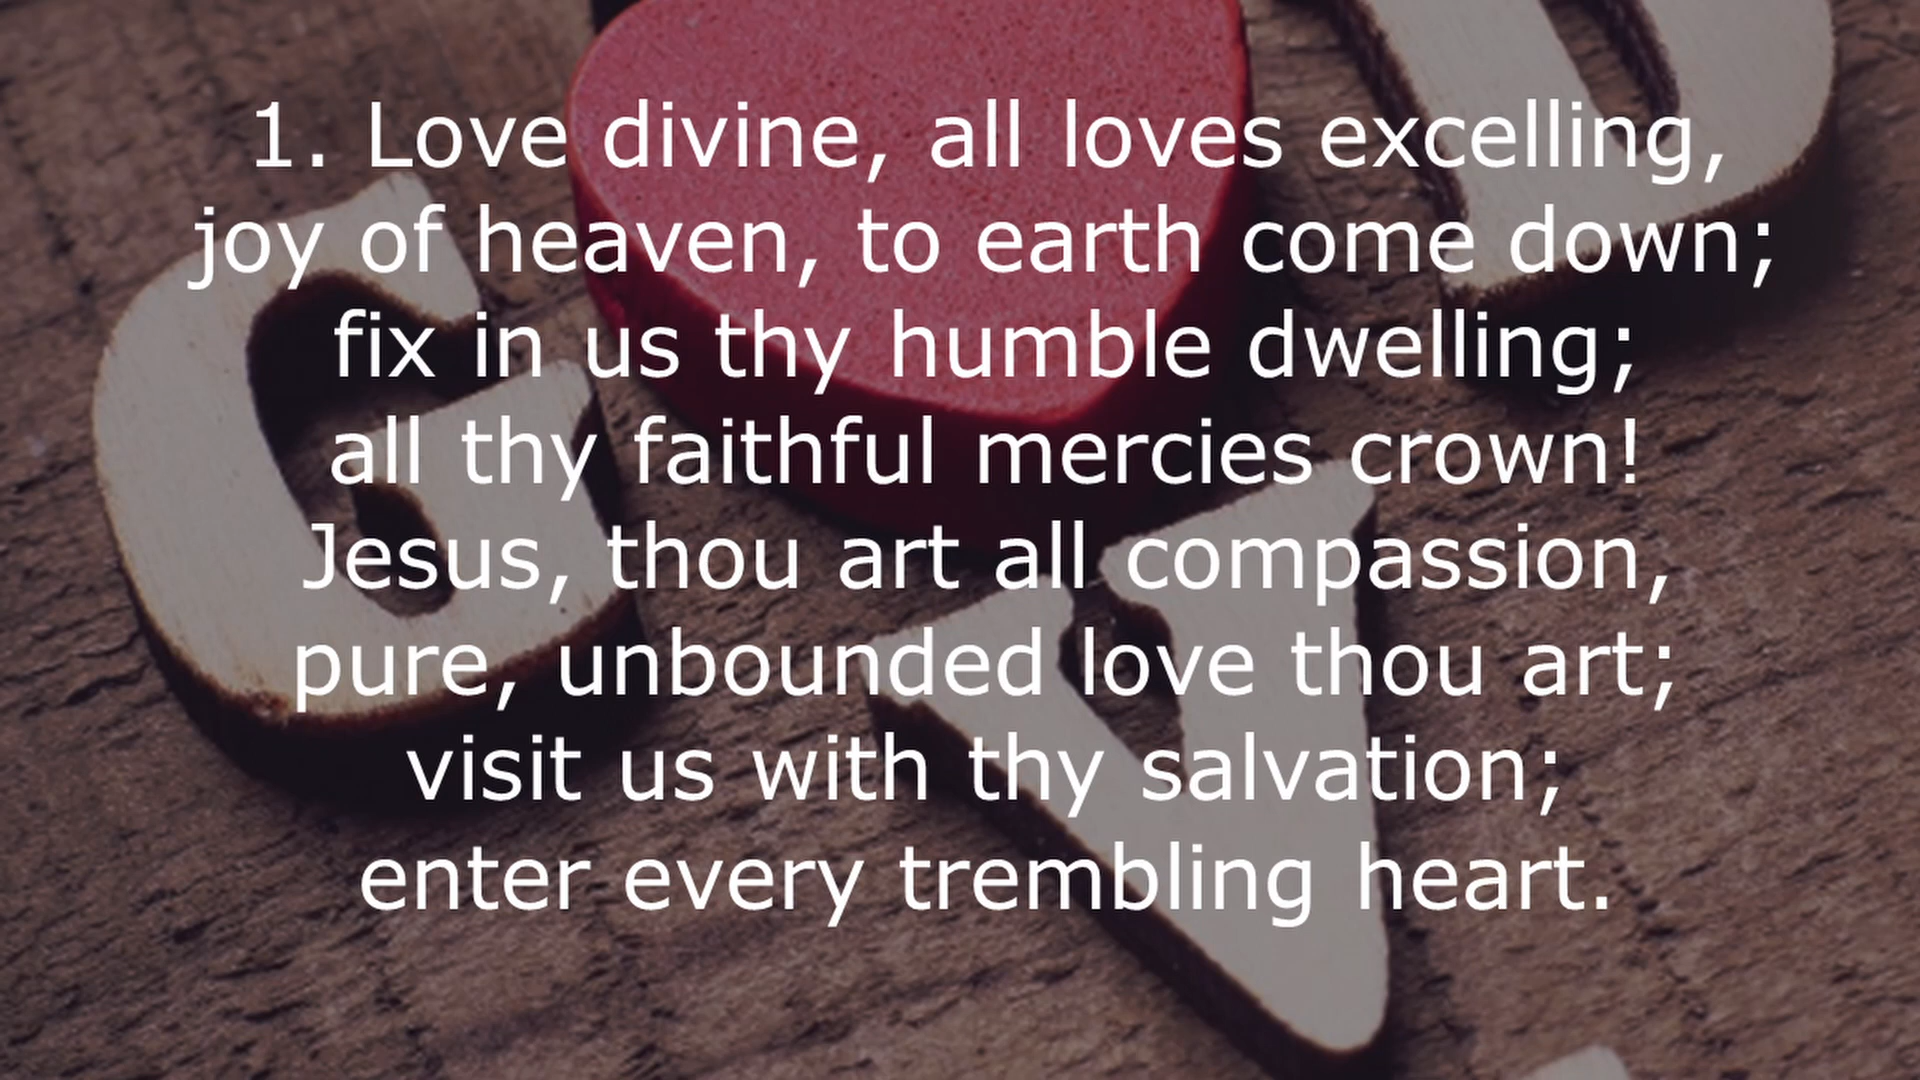 1. Love divine, all loves excelling,
joy of heaven, to earth come down;
fix in us thy humble dwelling;
all thy faithful mercies crown!
Jesus, thou art all compassion,
pure, unbounded love thou art;
visit us with thy salvation;
enter every trembling heart.